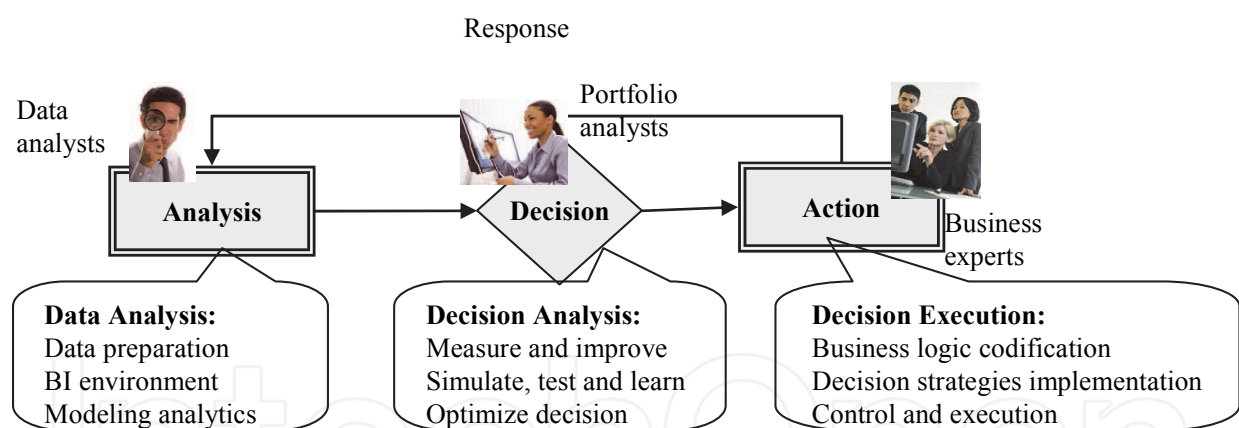 Response
Data
analysts
Portfolio
analysts
Analysis
Decision
Action
Business
experts
Data Analysis:
Data preparation
BI environment
Modeling analytics
Decision Analysis:
Measure and improve
Simulate, test and learn
Optimize decision
Decision Execution:
Business logic codification
Decision strategies implementation
Control and execution